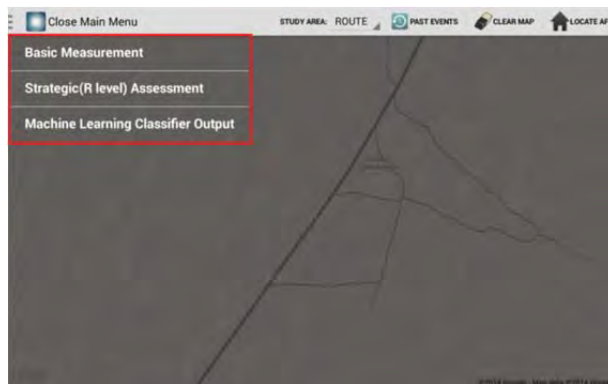 Close Main Menu STUDY AREA: ROUTE PAST EVENTS CLEAR MAP LOCATE AF
Basic Measurement
Strategic(R level) Assessment
Machine Learning Classifier Output